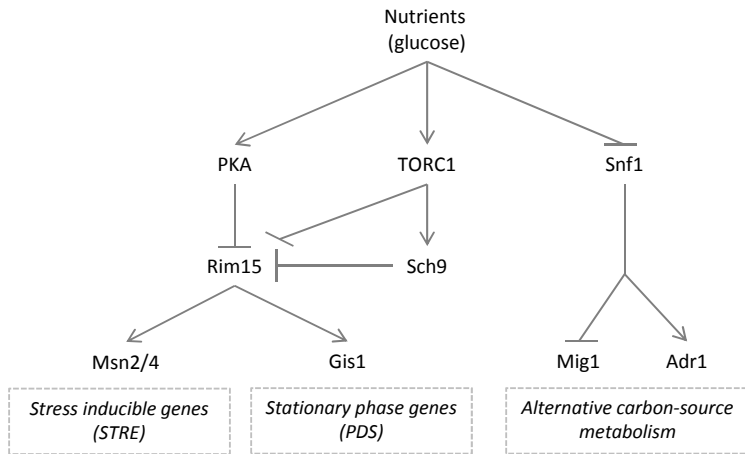 Nutrients
(glucose)
PKA
TORC1
Snf1
Rim15
Sch9
Msn2/4
Gis1
Mig1
Adr1
Stress inducible genes
(STRE)
Stationary phase genes
(PDS)
Alternative carbon-source
metabolism